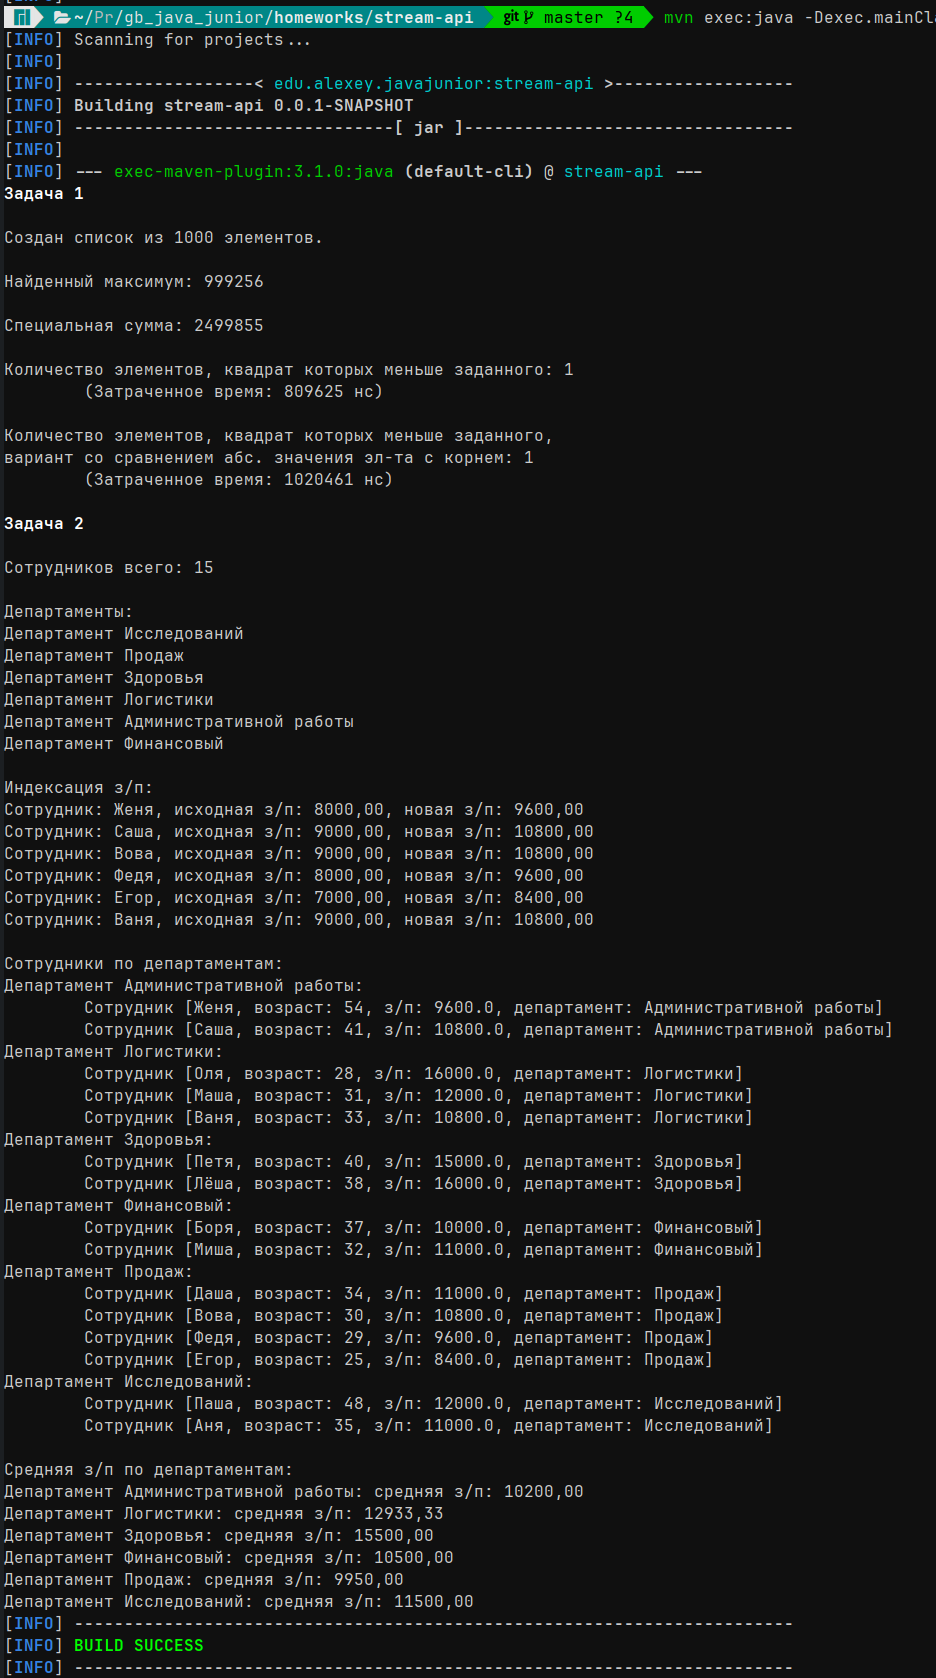 ~/Pr/gb_java_junior/homeworks/stream-api git master ?4 mvn exec:java -Dexec.mainCl
[INFO] Scanning for projects...
[INFO]
[INFO] ------------------< edu.alexey.javajunior:stream-api >------------------
[INFO] Building stream-api 0.0.1-SNAPSHOT
[INFO] --------------------------------[ jar ]---------------------------------
[INFO]
[INFO] --- exec-maven-plugin:3.1.0:java (default-cli) @ stream-api ---
Задача 1
Создан список из 1000 элементов.
Найденный максимум: 999256
Специальная сумма: 2499855
Количество элементов, квадрат которых меньше заданного: 1
(Затраченное время: 809625 нс)
Количество элементов, квадрат которых меньше заданного,
вариант со сравнением абс. значения эл-та с корнем: 1
(Затраченное время: 1020461 нс)
Задача 2
Сотрудников всего: 15
Департаменты:
Департамент Исследований
Департамент Продаж
Департамент Здоровья
Департамент Логистики
Департамент Административной работы
Департамент Финансовый
Индексация з/п:
Сотрудник: Женя, исходная з/п: 8000,00, новая з/п: 9600,00
Сотрудник: Саша, исходная з/п: 9000,00, новая з/п: 10800,00
Сотрудник: Вова, исходная з/п: 9000,00, новая з/п: 10800,00
Сотрудник: Федя, исходная з/п: 8000,00, новая з/п: 9600,00
Сотрудник: Егор, исходная з/п: 7000,00, новая з/п: 8400,00
Сотрудник: Ваня, исходная з/п: 9000,00, новая з/п: 10800,00
Сотрудники по департаментам:
Департамент Административной работы:
Сотрудник [Женя, возраст: 54, з/п: 9600.0, департамент: Административной работы]
Сотрудник [Саша, возраст: 41, з/п: 10800.0, департамент: Административной работы]
Департамент Логистики:
Сотрудник [Оля, возраст: 28, з/п: 16000.0, департамент: Логистики]
Сотрудник [Маша, возраст: 31, з/п: 12000.0, департамент: Логистики]
Сотрудник [Ваня, возраст: 33, з/п: 10800.0, департамент: Логистики]
Департамент Здоровья:
Сотрудник [Петя, возраст: 40, з/п: 15000.0, департамент: Здоровья]
Сотрудник [Лёша, возраст: 38, з/п: 16000.0, департамент: Здоровья]
Департамент Финансовый:
Сотрудник [Боря, возраст: 37, з/п: 10000.0, департамент: Финансовый]
Сотрудник [Миша, возраст: 32, з/п: 11000.0, департамент: Финансовый]
Департамент Продаж:
Сотрудник [Даша, возраст: 34, з/п: 11000.0, департамент: Продаж]
Сотрудник [Вова, возраст: 30, з/п: 10800.0, департамент: Продаж]
Сотрудник [Федя, возраст: 29, з/п: 9600.0, департамент: Продаж]
Сотрудник [Егор, возраст: 25, з/п: 8400.0, департамент: Продаж]
Департамент Исследований:
Сотрудник [Паша, возраст: 48, з/п: 12000.0, департамент: Исследований]
Сотрудник [Аня, возраст: 35, з/п: 11000.0, департамент: Исследований]
Средняя з/п по департаментам:
Департамент Административной работы: средняя з/п: 10200,00
Департамент Логистики: средняя з/п: 12933,33
Департамент Здоровья: средняя з/п: 15500,00
Департамент Финансовый: средняя з/п: 10500,00
Департамент Продаж: средняя з/п: 9950,00
Департамент Исследований: средняя з/п: 11500,00
[INFO] ------------------------------------------------------------------------
[INFO] BUILD SUCCESS
[INFO] ------------------------------------------------------------------------